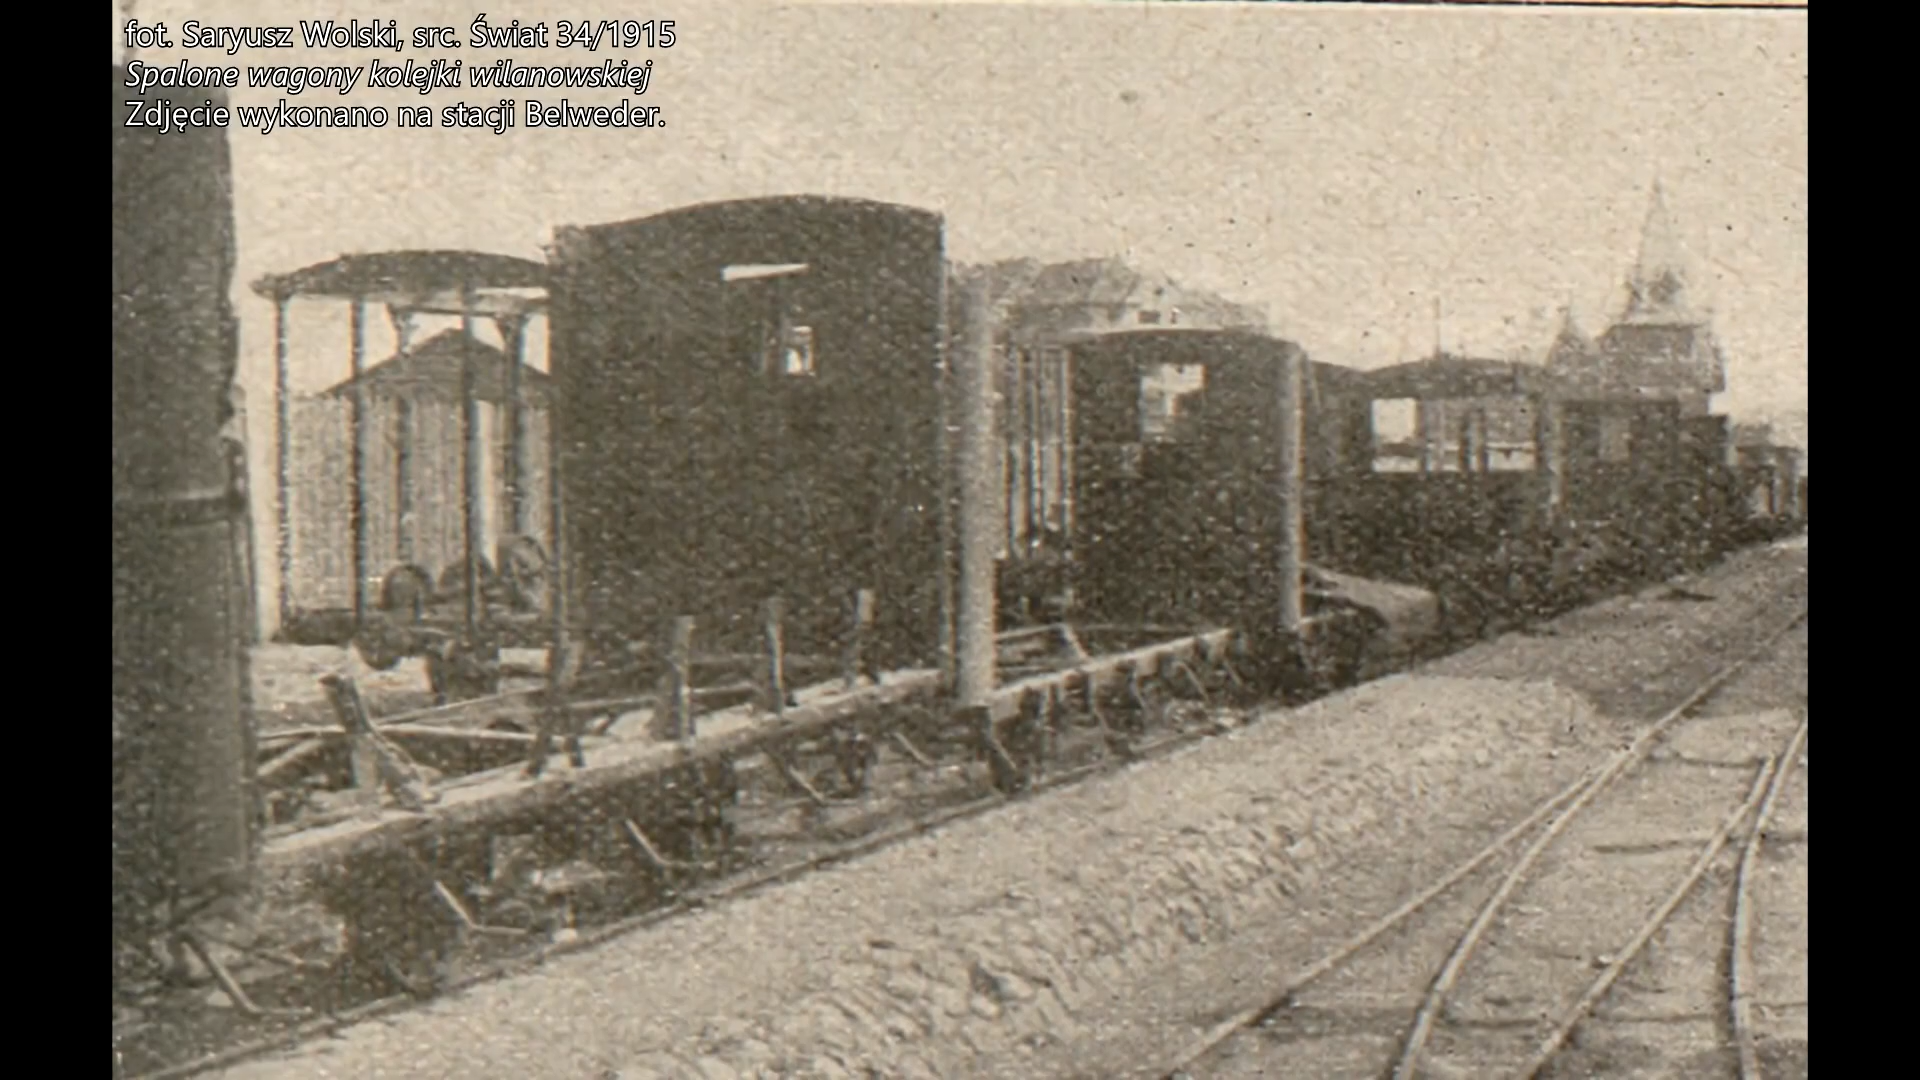 fot. Saryusz Wolski, src. Świat 34/1915
Spalone wagony kolejki wilanowskiej
Zdjęcie wykonano na stacji Belweder.